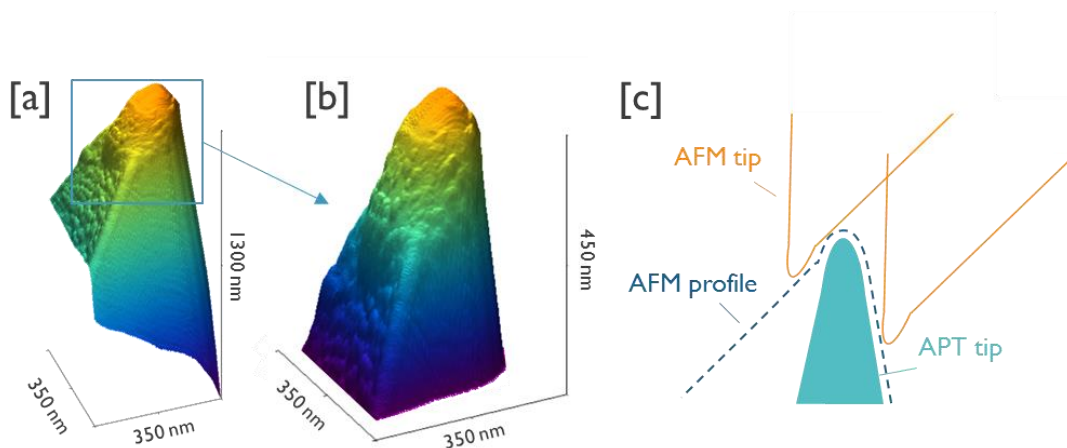 [a]
1300 nm
350 nm
350 nm
[b]
450 nm
350 nm
350 nm
[c]
AFM tip
AFM profile
APT tip